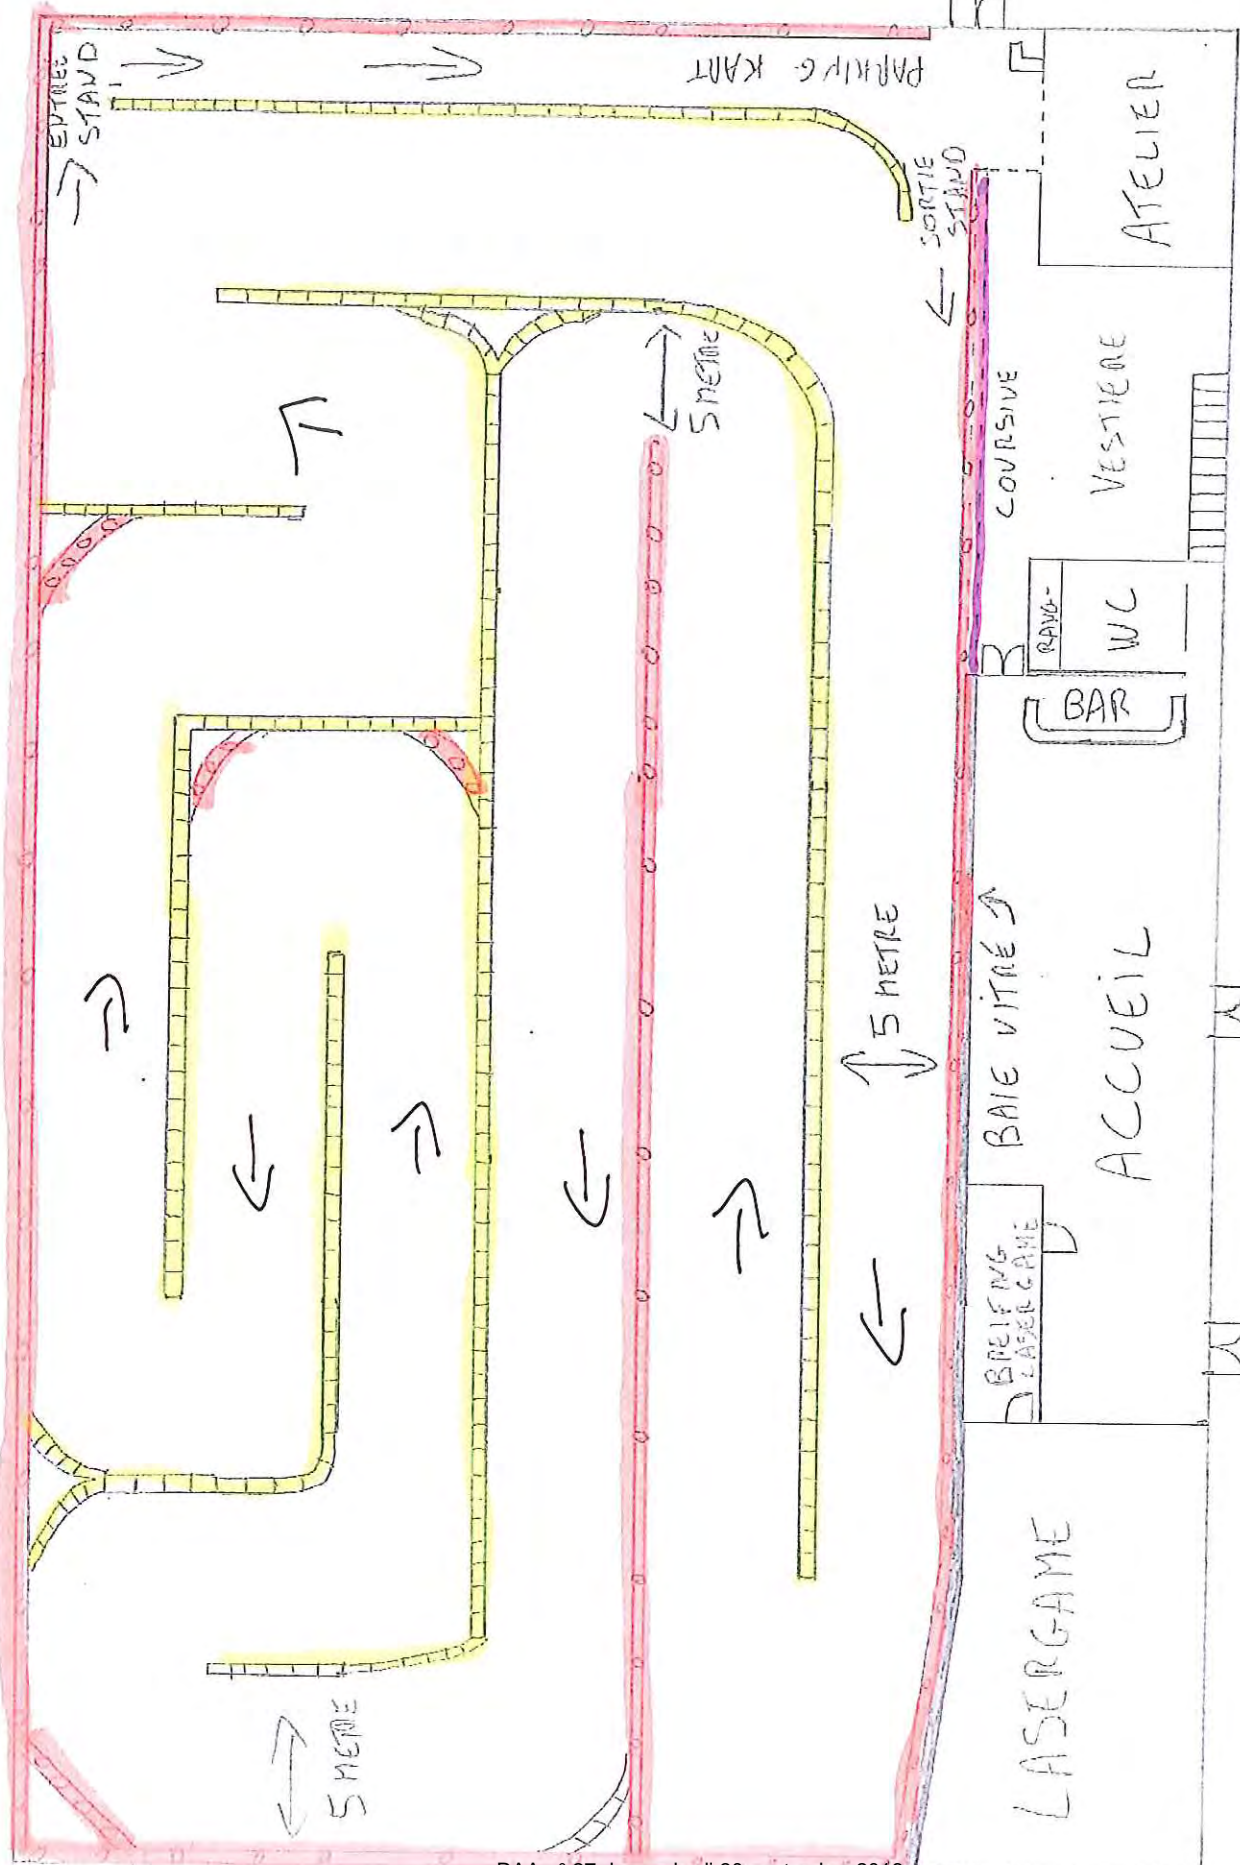 ENTREE
STAND
PARKING KART
SORTIE
STAND
ATELIER
5 METRE
COURSIVE
VESTIERE
RANG-
WC
BAR
5 METRE
BAIE VITRÉ
ACCUEIL
BREIFING
LASERGAME
LASERGAME
5 METRE